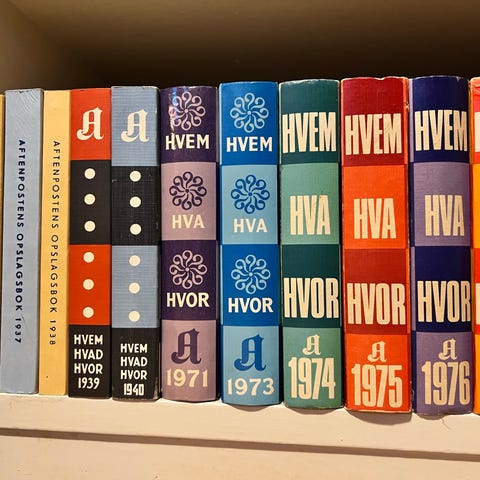 AFTENPOSTENS OPSLAGSBOK 1937
AFTENPOSTENS OPSLAGSBOK 1938
A
HVEM
HVAD
HVOR
1939
A
HVEM
HVAD
HVOR
1940
HVEM
HVA
HVOR
A
1971
HVEM
HVA
HVOR
A
1973
HVEM
HVA
HVOR
A
1974
HVEM
HVA
HVOR
A
1975
HVEM
HVA
HVOR
A
1976